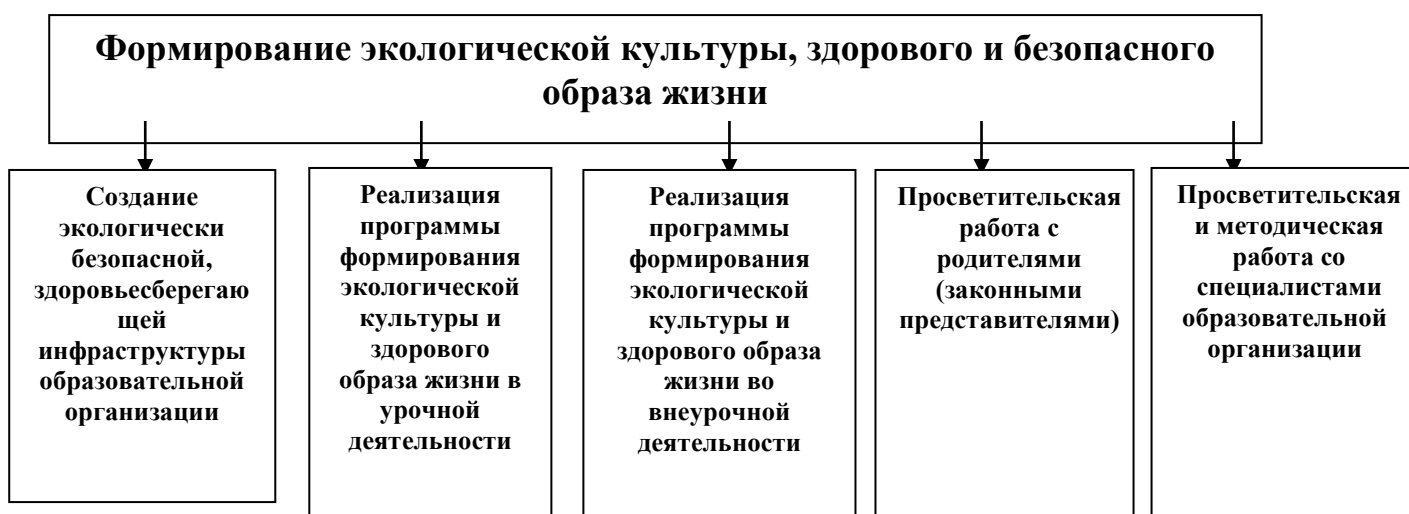 Формирование экологической культуры, здорового и безопасного
образа жизни
Создание
экологически
безопасной,
здоровьесберегаю
щей
инфраструктуры
образовательной
организации
Реализация
программы
формирования
экологической
культуры и
здорового
образа жизни в
урочной
деятельности
Реализация
программы
формирования
экологической
культуры и
здорового образа
жизни во
внеурочной
деятельности
Просветительская
работа с
родителями
(законными
представителями)
Просветительская
и методическая
работа со
специалистами
образовательной
организации